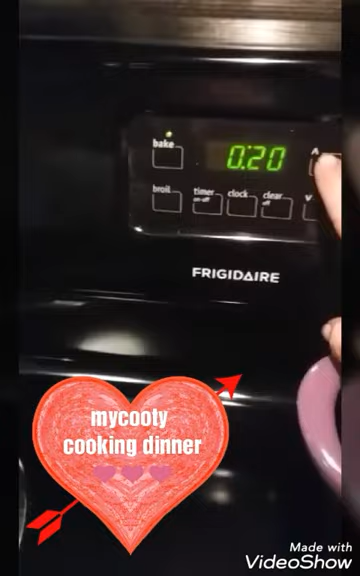 bake
0:20
broil
timer
on-off
clock
clear
off
FRIGIDAIRE
mycooty
cooking dinner
Made with
VideoShow